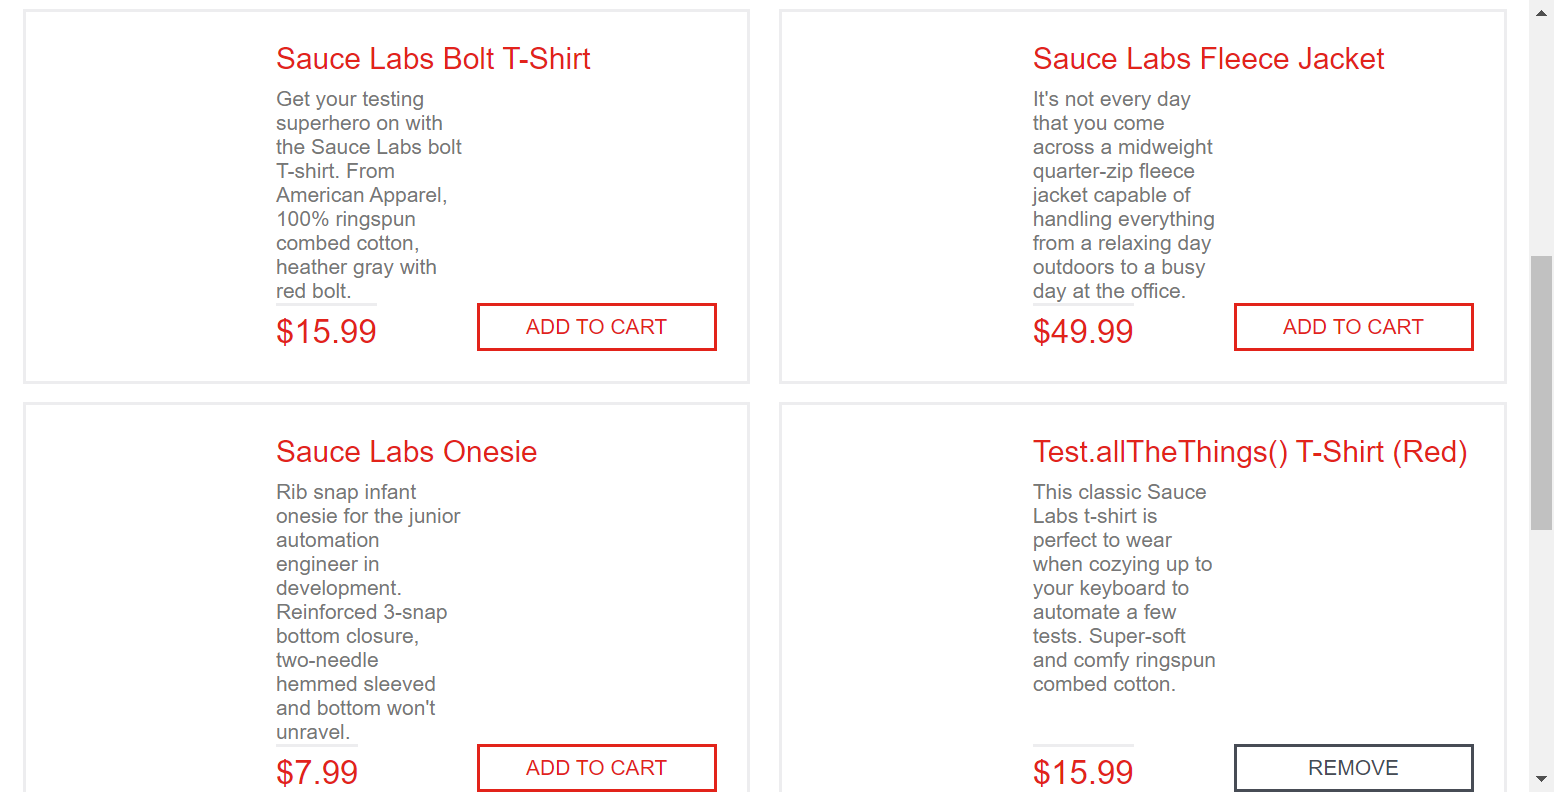 Sauce Labs Bolt T-Shirt
Get your testing
superhero on with
the Sauce Labs bolt
T-shirt. From
American Apparel,
100% ringspun
combed cotton,
heather gray with
red bolt.
$15.99
ADD TO CART
Sauce Labs Fleece Jacket
It's not every day
that you come
across a midweight
quarter-zip fleece
jacket capable of
handling everything
from a relaxing day
outdoors to a busy
day at the office.
$49.99
ADD TO CART
Sauce Labs Onesie
Rib snap infant
onesie for the junior
automation
engineer in
development.
Reinforced 3-snap
bottom closure,
two-needle
hemmed sleeved
and bottom won't
unravel.
$7.99
ADD TO CART
Test.allTheThings() T-Shirt (Red)
This classic Sauce
Labs t-shirt is
perfect to wear
when cozying up to
your keyboard to
automate a few
tests. Super-soft
and comfy ringspun
combed cotton.
$15.99
REMOVE